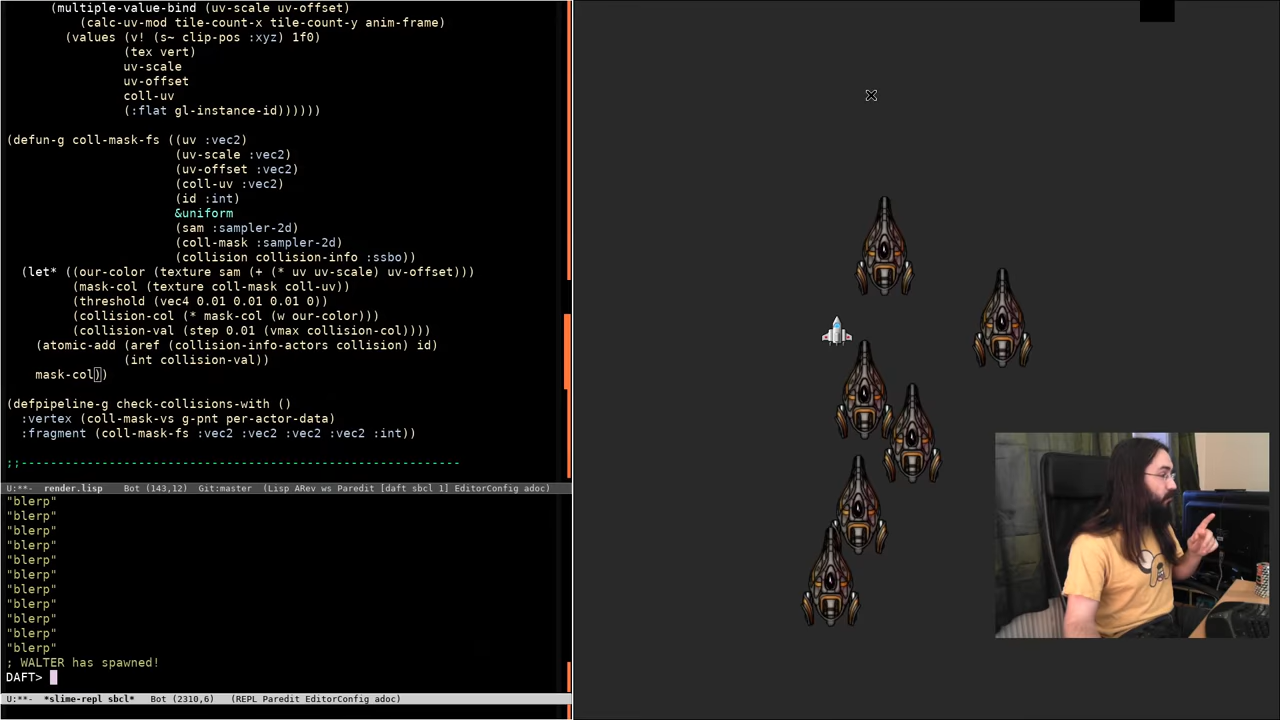 (multiple-value-bind (uv-scale uv-offset)
(calc-uv-mod tile-count-x tile-count-y anim-frame)
(values (v! (s~ clip-pos :xyz) 1f0)
(tex vert)
uv-scale
uv-offset
coll-uv
(:flat gl-instance-id))))))
(defun-g coll-mask-fs ((uv :vec2)
(uv-scale :vec2)
(uv-offset :vec2)
(coll-uv :vec2)
(id :int)
&uniform
(sam :sampler-2d)
(coll-mask :sampler-2d)
(collision collision-info :ssbo))
(let* ((our-color (texture sam (+ (* uv uv-scale) uv-offset)))
(mask-col (texture coll-mask coll-uv))
(threshold (vec4 0.01 0.01 0.01 0))
(collision-col (* mask-col (w our-color)))
(collision-val (step 0.01 (vmax collision-col))))
(atomic-add (aref (collision-info-actors collision) id)
(int collision-val))
mask-col))
(defpipeline-g check-collisions-with ()
:vertex (coll-mask-vs g-pnt per-actor-data)
:fragment (coll-mask-fs :vec2 :vec2 :vec2 :vec2 :int))
;;--------------------------------------------------------------
U:**- render.lisp Bot (143,12) Git:master (Lisp ARev ws Paredit [daft sbcl 1] EditorConfig adoc)
"blerp"
"blerp"
"blerp"
"blerp"
"blerp"
"blerp"
"blerp"
"blerp"
"blerp"
"blerp"
"blerp"
; WALTER has spawned!
DAFT>
U:**- *slime-repl sbcl* Bot (2310,6) (REPL Paredit EditorConfig adoc)